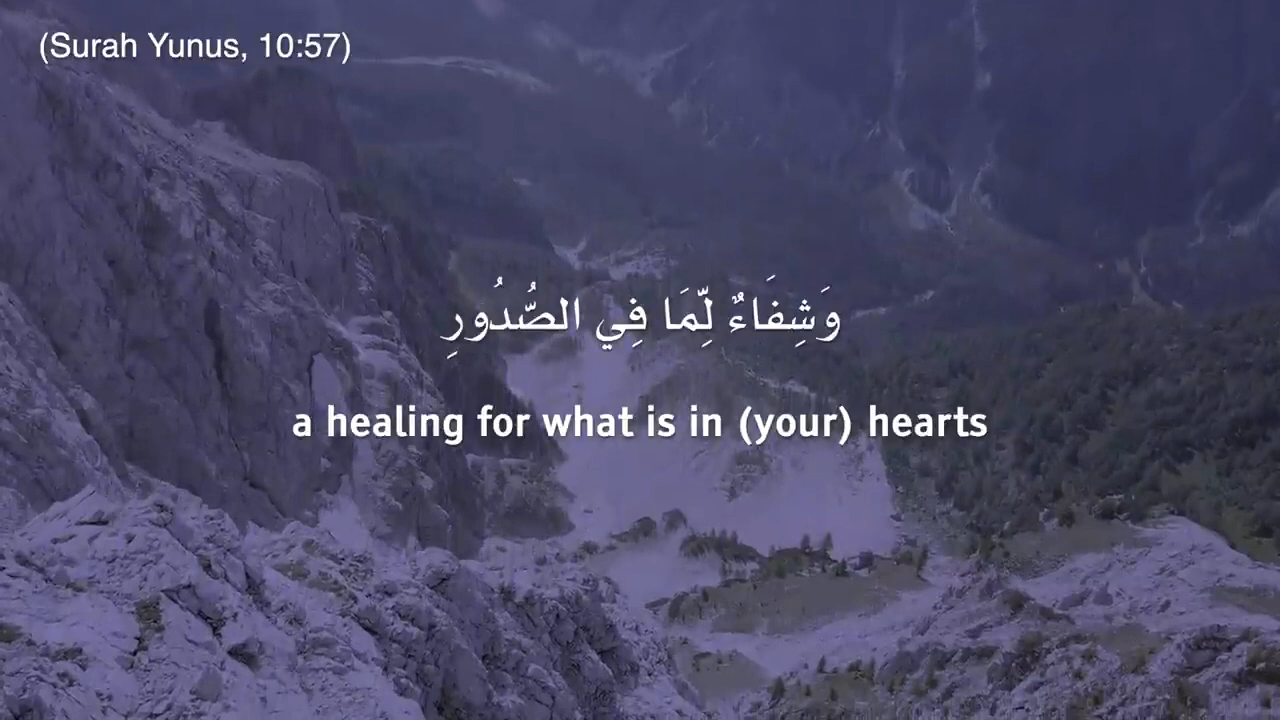 (Surah Yunus, 10:57)
وَشِفَاءٌ لِّمَا فِي الصُّدُورِ
a healing for what is in (your) hearts